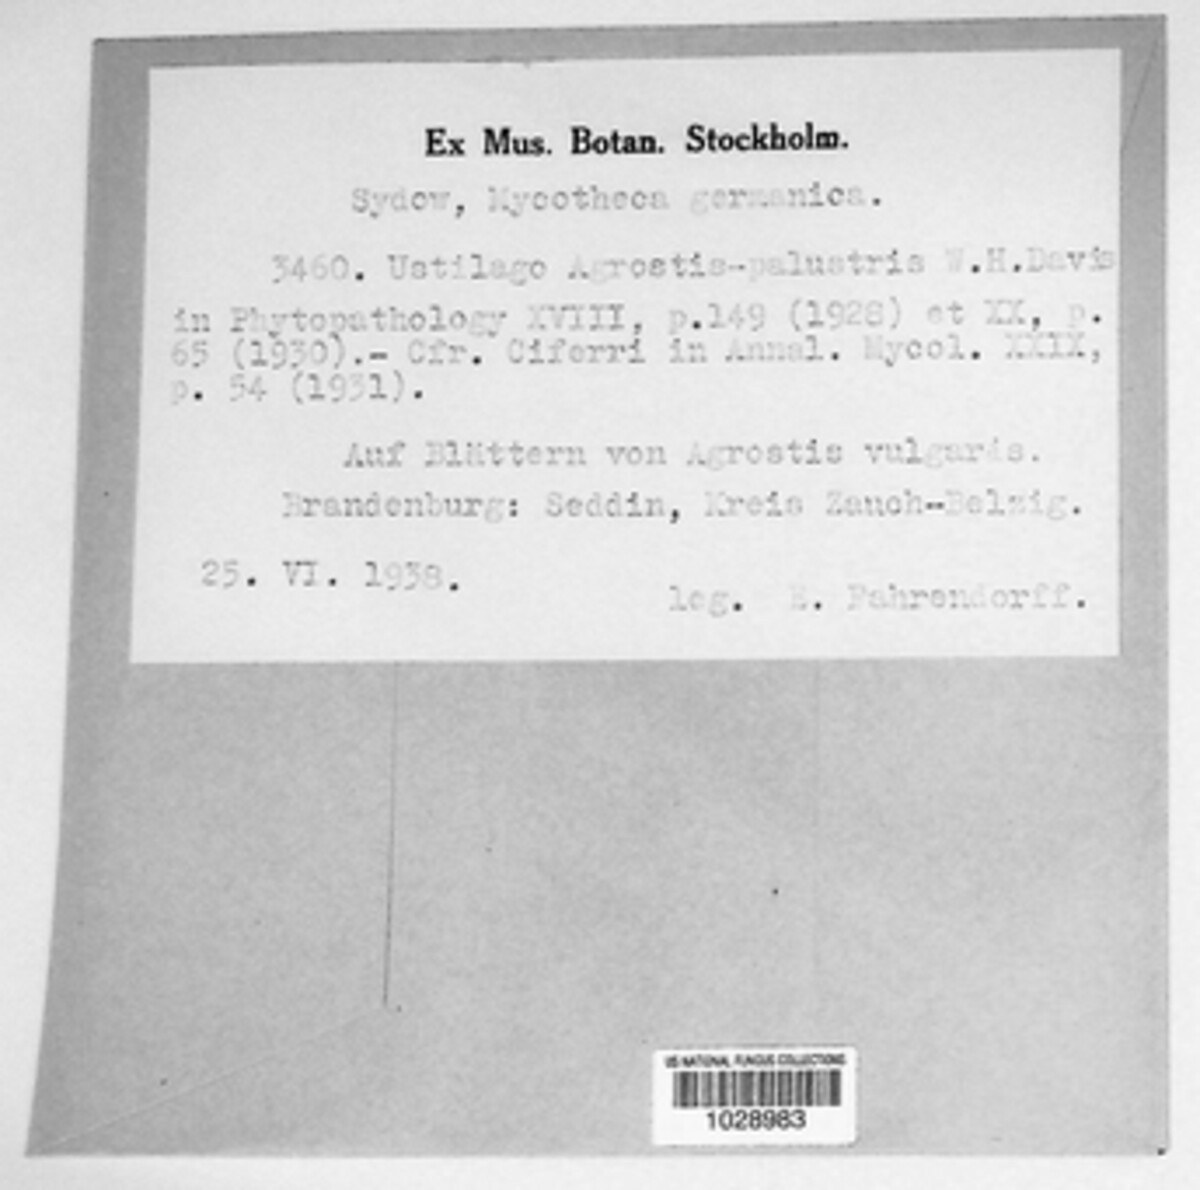 Ex Mus. Botan. Stockholm.
Sydow, Mycotheca germanica.
3460. Ustilago Agrostis-palustris W.H.Davis
in Phytopathology XVIII, p.149 (1928) et XX, p.
65 (1930).- Cfr. Ciferri in Annal. Mycol. XXIX,
p. 54 (1931).
Auf Blättern von Agrostis vulgaris.
Brandenburg: Seddin, Kreis Zauch-Belzig.
25. VI. 1938.
leg. E. Fahrendorff.
US NATIONAL FUNGUS COLLECTIONS
1028983